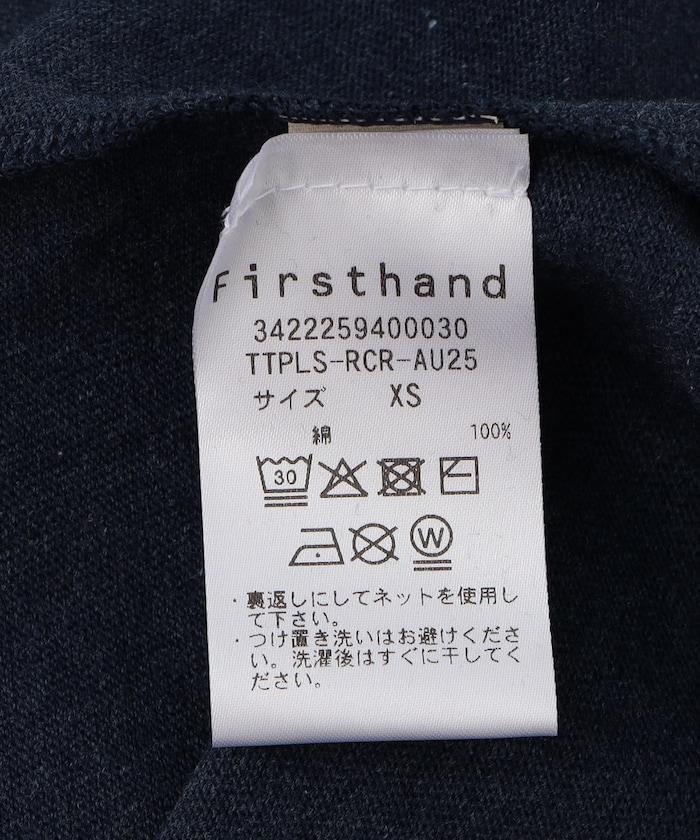 Firsthand
3422259400030
TTPLS-RCR-AU25
サイズ XS
綿 100%
30
W
・裏返しにしてネットを使用し
て下さい。
・つけ置き洗いはお避けくださ
い。洗濯後はすぐに干してく
ださい。